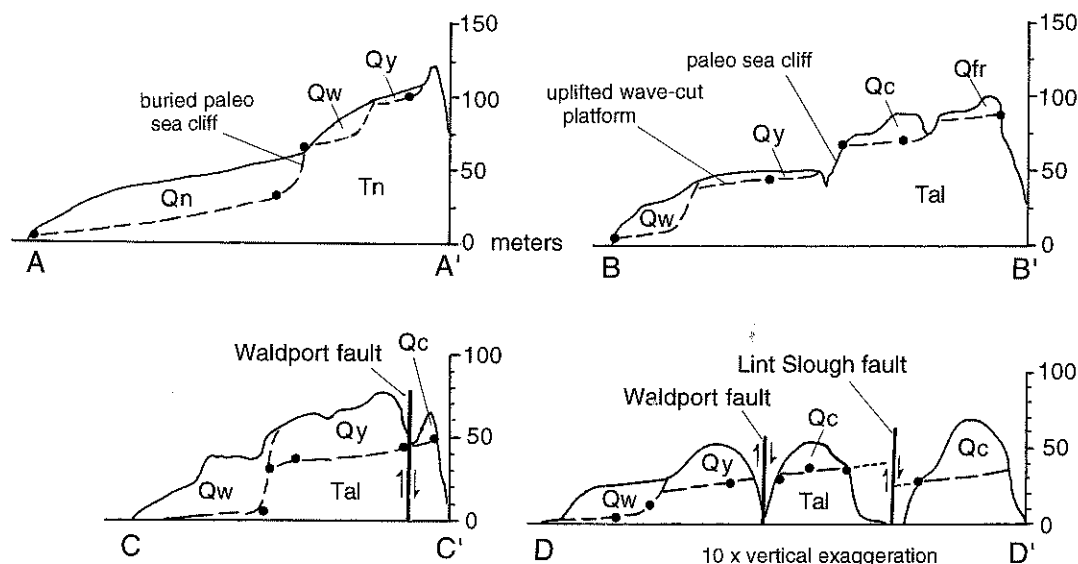 150
Qy
Qw
100
buried paleo
sea cliff
50
Qn
Tn
0 meters
A
A'
150
paleo sea cliff
Qfr
Qc
100
uplifted wave-cut
platform
Qy
50
Qw
Tal
0
B
B'
Qc
Waldport fault
100
Qy
50
Qw
Tal
0
C
C'
Lint Slough fault
Waldport fault
100
Qc
Qy
Qc
50
Qw
Tal
0
D
D'
10 x vertical exaggeration